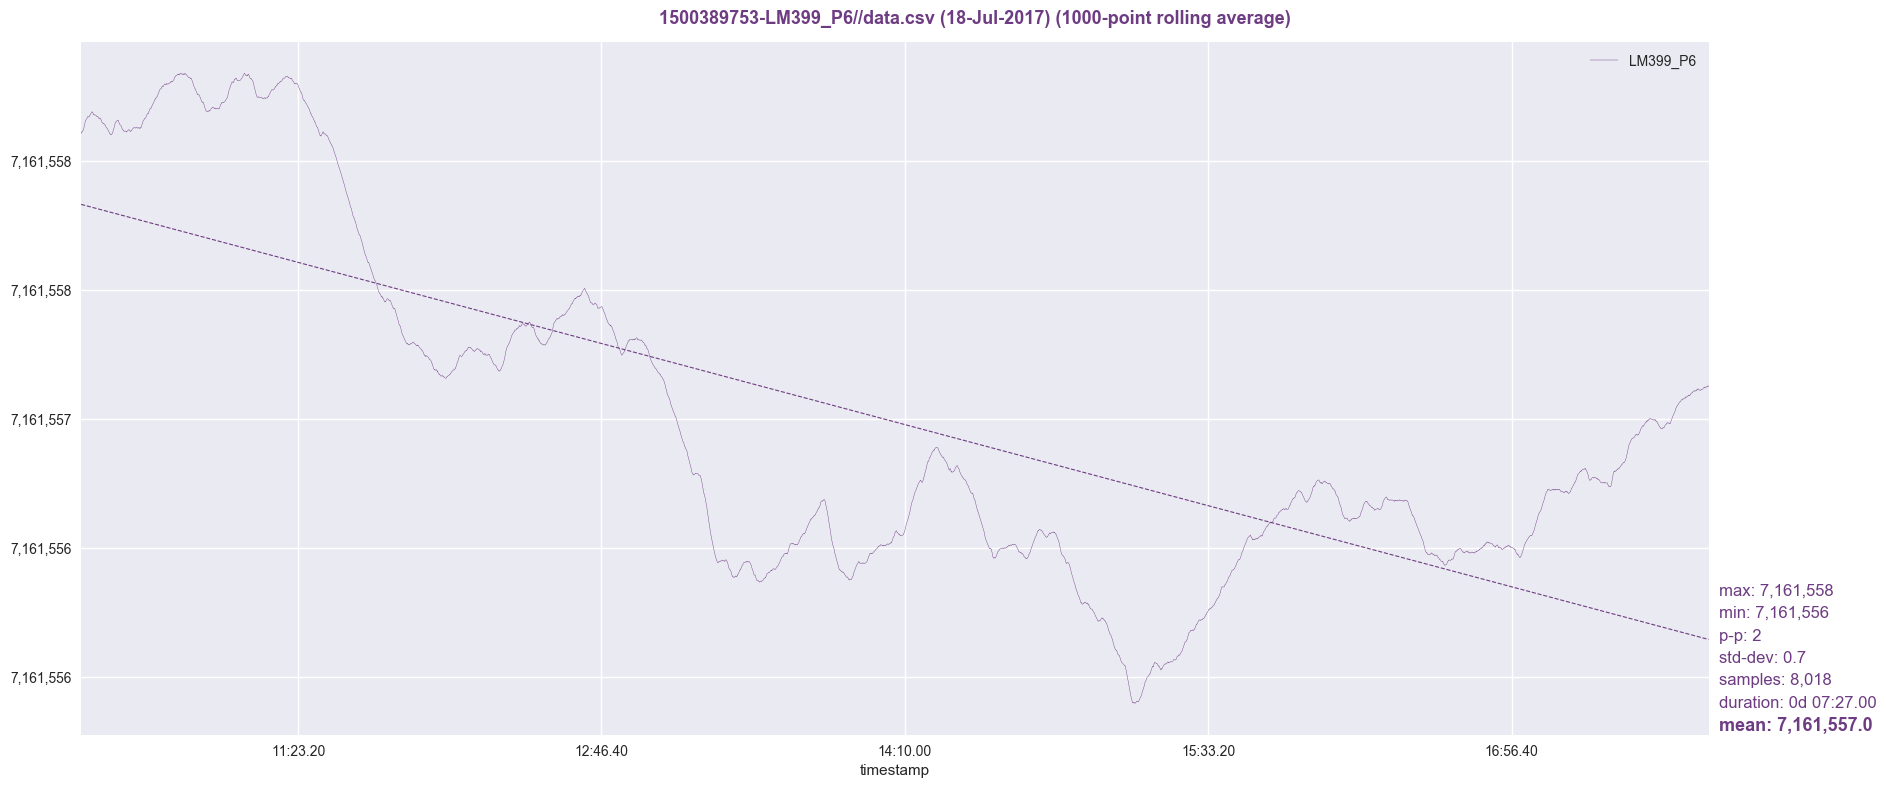 1500389753-LM399_P6//data.csv (18-Jul-2017) (1000-point rolling average)
LM399_P6
7,161,558
7,161,558
7,161,557
7,161,556
7,161,556
max: 7,161,558
min: 7,161,556
p-p: 2
std-dev: 0.7
samples: 8,018
duration: 0d 07:27.00
mean: 7,161,557.0
11:23.20 12:46.40 14:10.00 15:33.20 16:56.40
timestamp